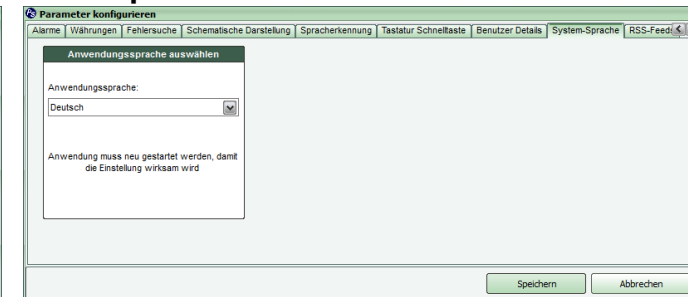 Parameter konfigurieren
Alarme Währungen Fehlersuche Schematische Darstellung Spracherkennung Tastatur Schnelltaste Benutzer Details System-Sprache RSS-Feed
Anwendungssprache auswählen
Anwendungssprache:
Deutsch
Anwendung muss neu gestartet werden, damit
die Einstellung wirksam wird
Speichern Abbrechen